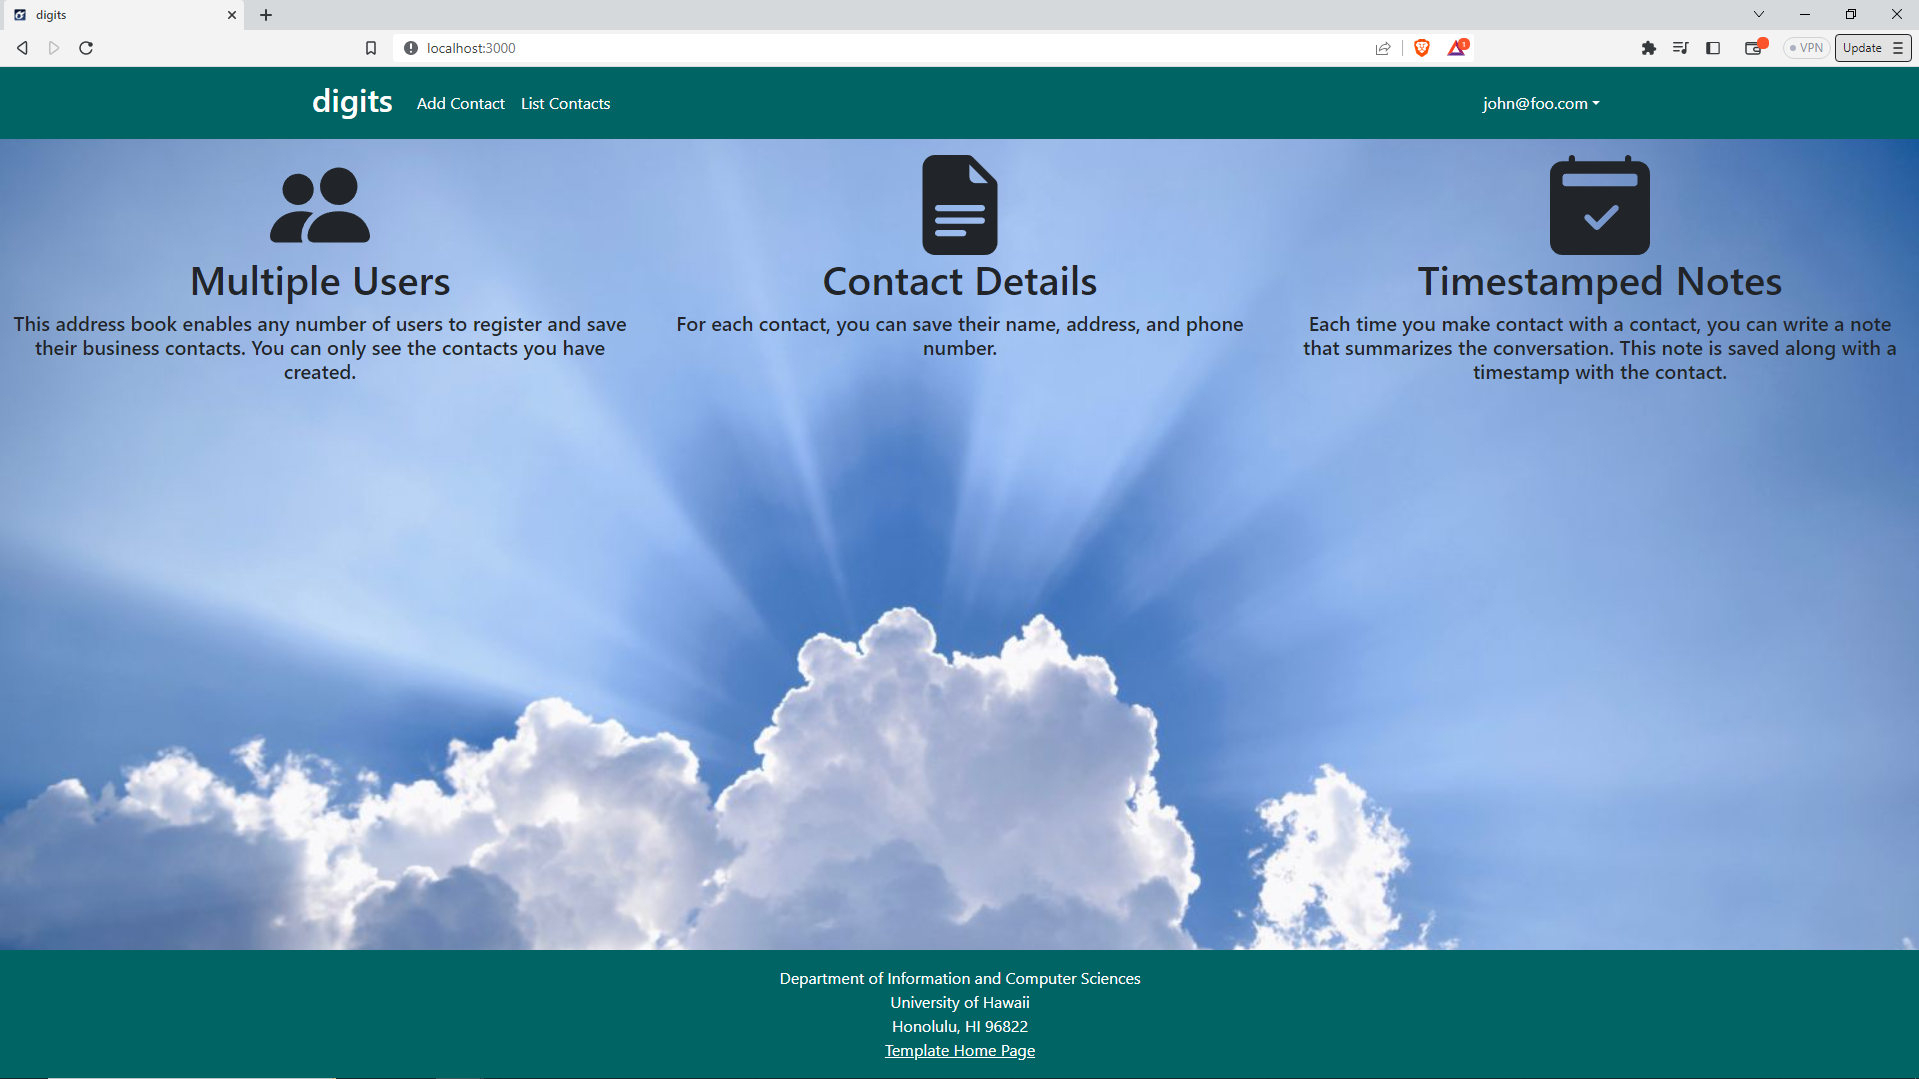 digits
localhost:3000
1
VPN
Update
digits
Add Contact
List Contacts
john@foo.com
Multiple Users
This address book enables any number of users to register and save
their business contacts. You can only see the contacts you have
created.
Contact Details
For each contact, you can save their name, address, and phone
number.
Timestamped Notes
Each time you make contact with a contact, you can write a note
that summarizes the conversation. This note is saved along with a
timestamp with the contact.
Department of Information and Computer Sciences
University of Hawaii
Honolulu, HI 96822
Template Home Page